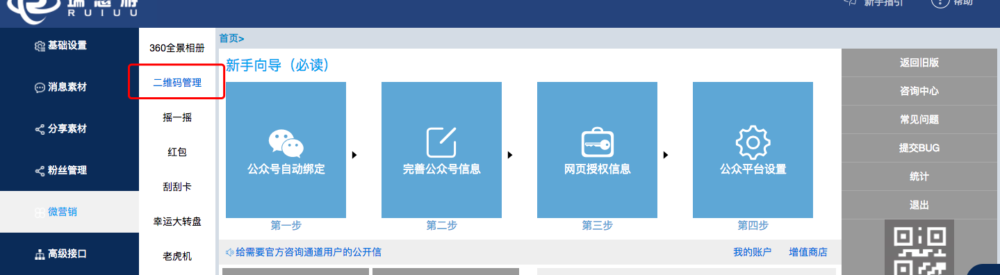 RUIUU
新手指引
帮助
基础设置
消息素材
分享素材
粉丝管理
微营销
高级接口
360全景相册
二维码管理
摇一摇
红包
刮刮卡
幸运大转盘
老虎机
首页>
新手向导（必读）
公众号自动绑定
第一步
完善公众号信息
第二步
网页授权信息
第三步
公众平台设置
第四步
给需要官方咨询通道用户的公开信
我的账户
增值商店
返回旧版
咨询中心
常见问题
提交BUG
统计
退出